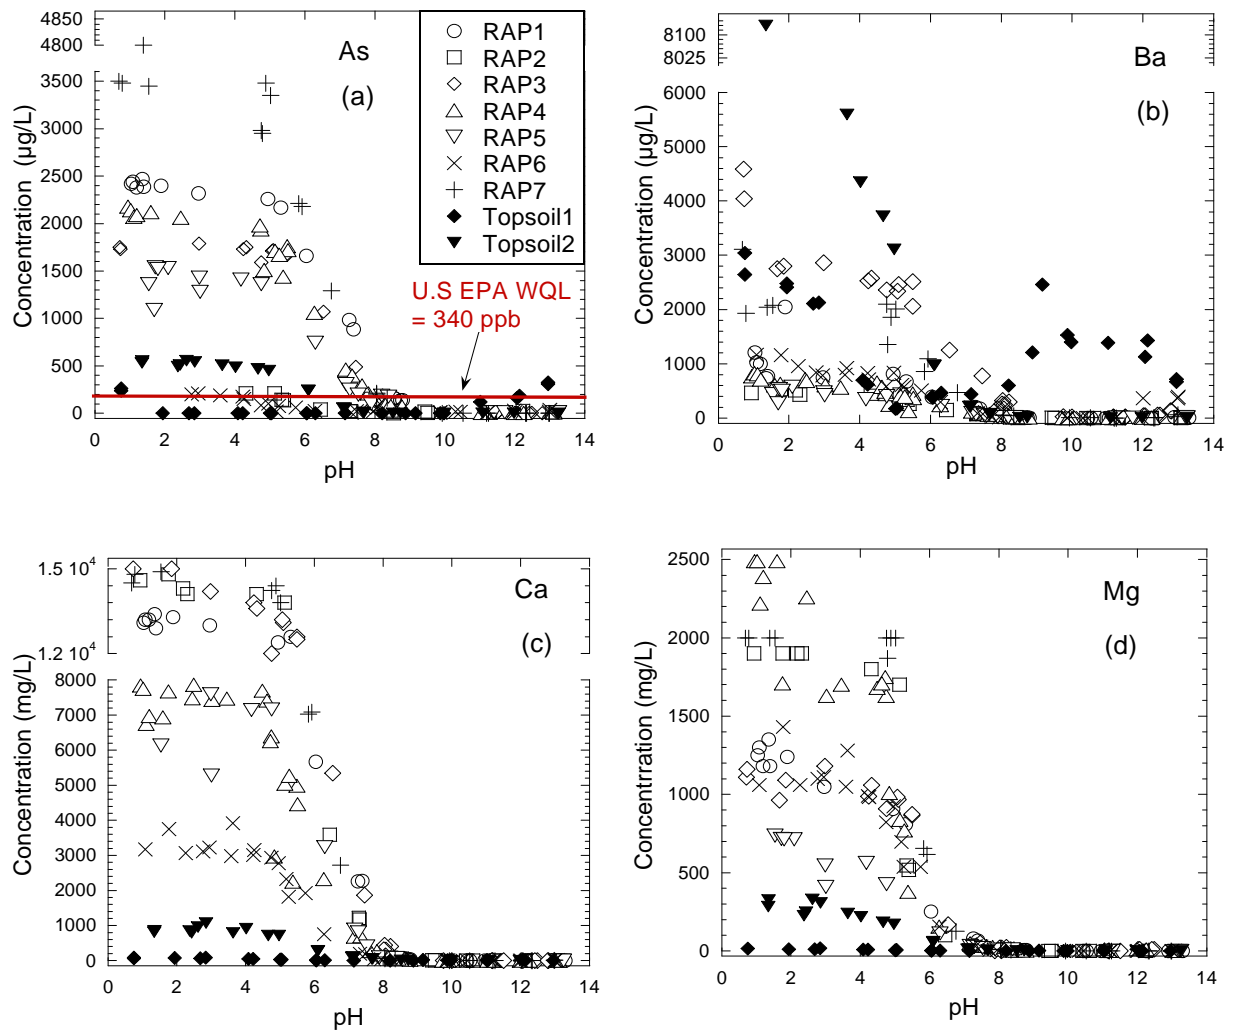 As
(a)
4850
4800
3500
3000
2500
2000
1500
1000
500
0
Concentration (µg/L)
0 2 4 6 8 10 12 14
pH
RAP1
RAP2
RAP3
RAP4
RAP5
RAP6
RAP7
Topsoil1
Topsoil2
U.S EPA WQL
= 340 ppb
Ba
(b)
8100
8025
6000
5000
4000
3000
2000
1000
0
Concentration (µg/L)
0 2 4 6 8 10 12 14
pH
Ca
(c)
1.5 10⁴
1.2 10⁴
8000
7000
6000
5000
4000
3000
2000
1000
0
Concentration (mg/L)
0 2 4 6 8 10 12 14
pH
Mg
(d)
2500
2000
1500
1000
500
0
Concentrration (mg/L)
0 2 4 6 8 10 12 14
pH